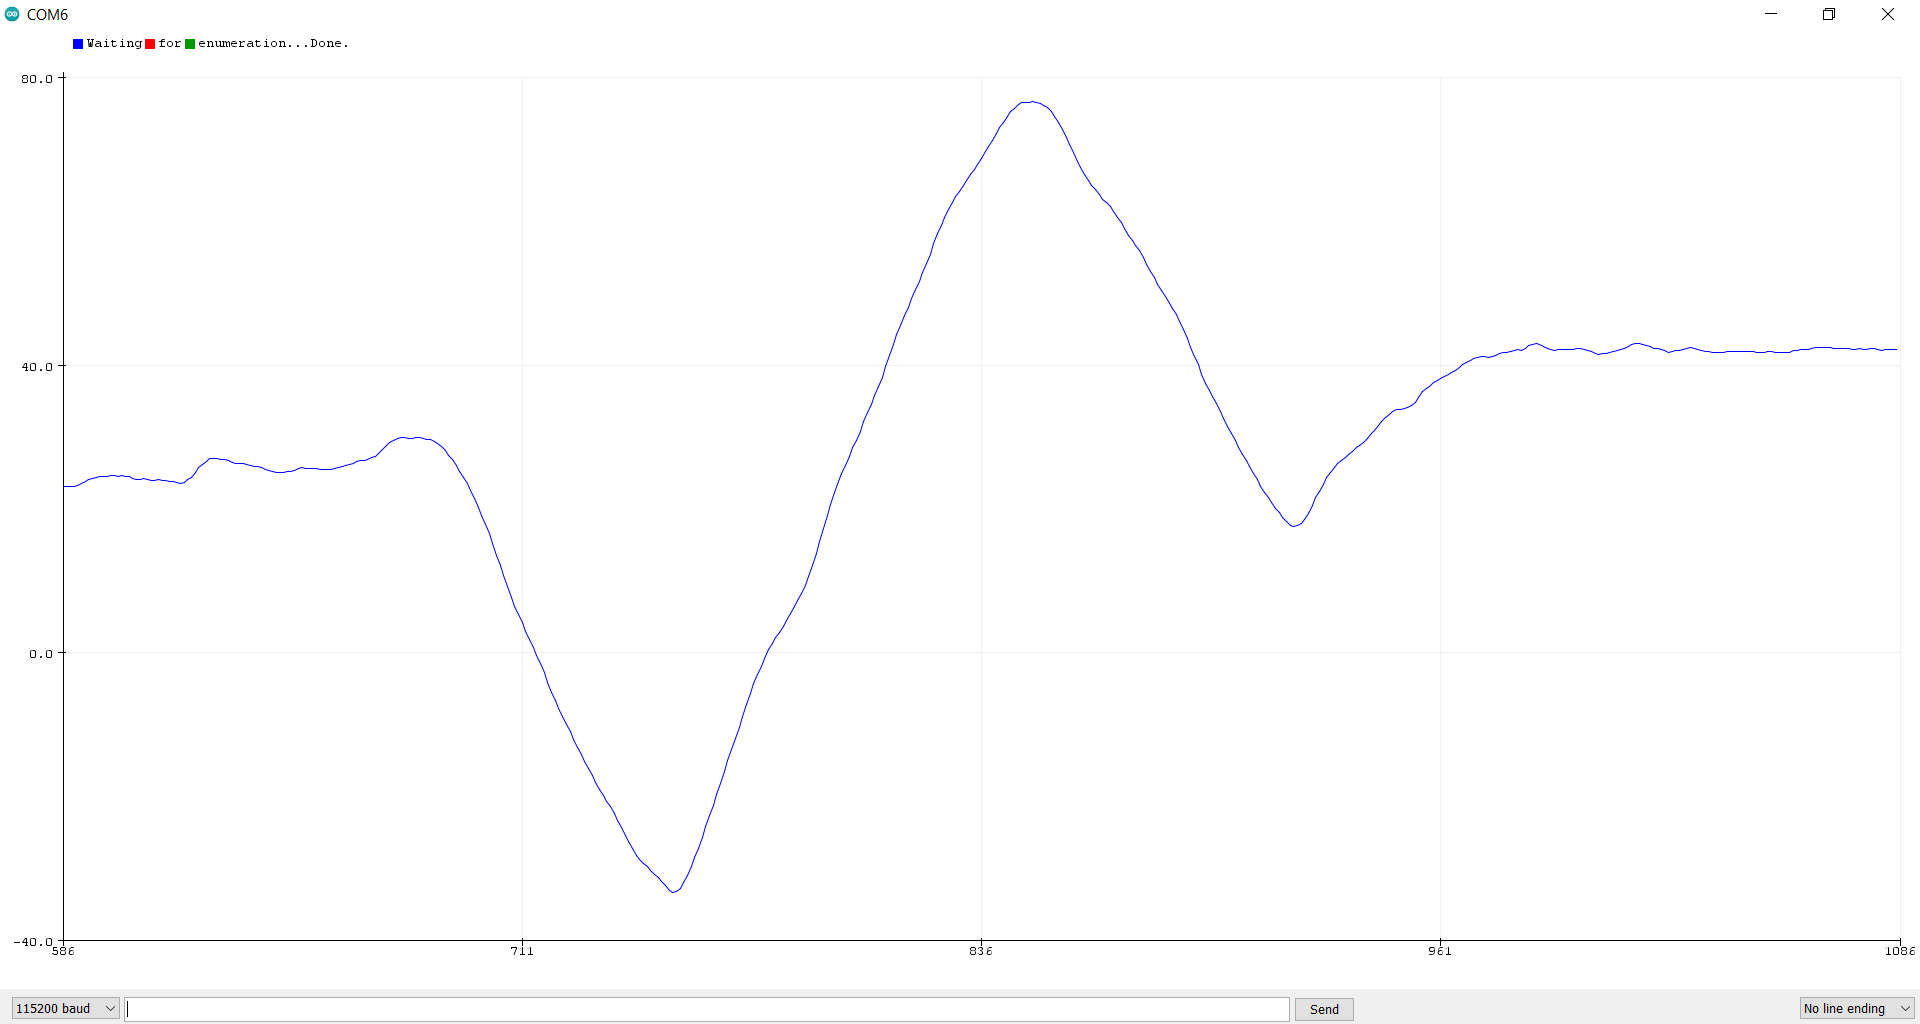 COM6
Waiting for enumeration...Done.
80.0
40.0
0.0
-40.0
586 711 836 961 1086
115200 baud Send No line ending